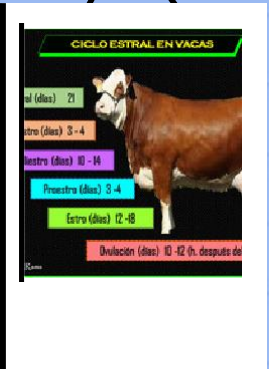 CICLO ESTRAL EN VACAS
al (días) 21
stro (días) 3 - 4
iestro (días) 10 - 14
Proestro (días) 3 -4
Estro (días) 12 -18
Ovulación (días) 10 -12 (h. después de